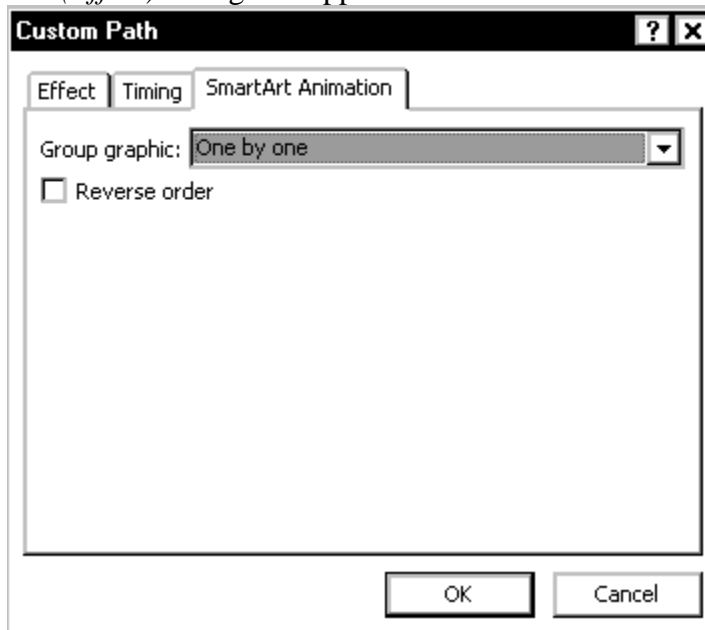 Custom Path
Effect Timing SmartArt Animation
Group graphic: One by one
Reverse order
OK Cancel